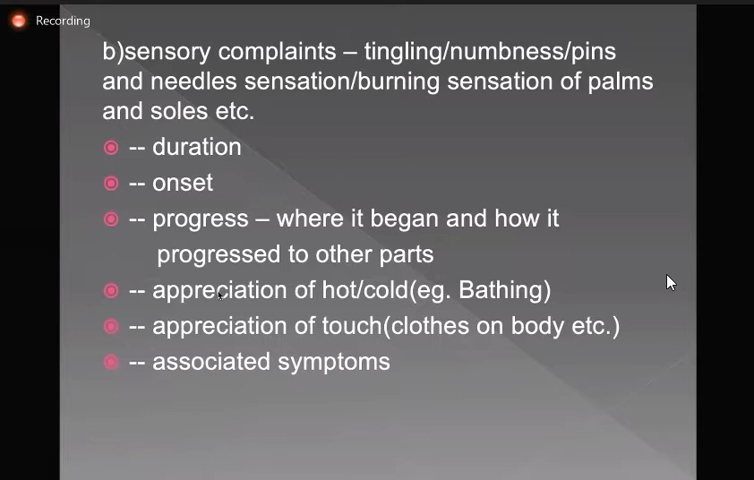 Recording
b)sensory complaints – tingling/numbness/pins
and needles sensation/burning sensation of palms
and soles etc.
-- duration
-- onset
-- progress – where it began and how it
progressed to other parts
-- appreciation of hot/cold(eg. Bathing)
-- appreciation of touch(clothes on body etc.)
-- associated symptoms